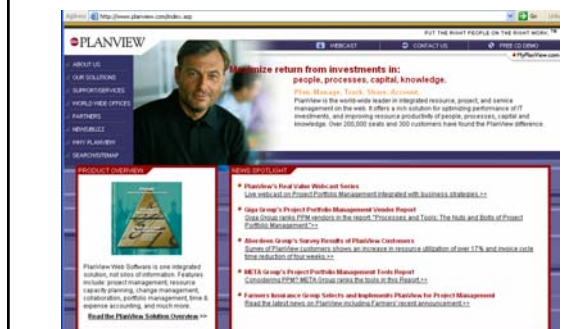 Address http://www.planview.com/index.asp
Go
PUT THE RIGHT PEOPLE ON THE RIGHT WORK. ™
PLANVIEW
WEBCAST
CONTACT US
FREE CD DEMO
MyPlanView.com
ABOUT US
OUR SOLUTIONS
SUPPORT/SERVICES
WORLD WIDE OFFICES
PARTNERS
NEWS/BUZZ
WHY PLANVIEW
SEARCH/SITEMAP
Maximize return from investments in:
people, processes, capital, knowledge.
Plan. Manage. Track. Share. Account.
PlanView is the world-wide leader in integrated resource, project, and service
management on the web. It offers a rich solution for optimizing performance of IT
investments, and improving resource productivity of people, processes, capital and
knowledge. Over 200,000 seats and 300 customers have found the PlanView difference.
PRODUCT OVERVIEW
PlanView Web Software is one integrated
solution, not silos of information. Features
include: project management, resource
capacity planning, change management,
collaboration, portfolio management, time &
expense accounting, and much more.
Read the PlanView Solution Overview >>
NEWS SPOTLIGHT
PlanView's Real Value Webcast Series
Live webcast on Project Portfolio Management integrated with business strategies.>>
Giga Group's Project Portfolio Management Vendor Report
Giga Group ranks PPM vendors in the report "Processes and Tools: The Nuts and Bolts of Project
Portfolio Management">>
Aberdeen Group's Survey Results of PlanView Customers
Survey of PlanView customers shows an increase in resource utilization of over 17% and invoice cycle
time reduction of four weeks.>>
META Group's Project Portfolio Management Tools Report
Considering PPM? META Group ranks the tools in this Report.>>
Farmers Insurance Group Selects and Implements PlanView for Project Management
Read the latest news on PlanView including Farmers' recent announcement.>>